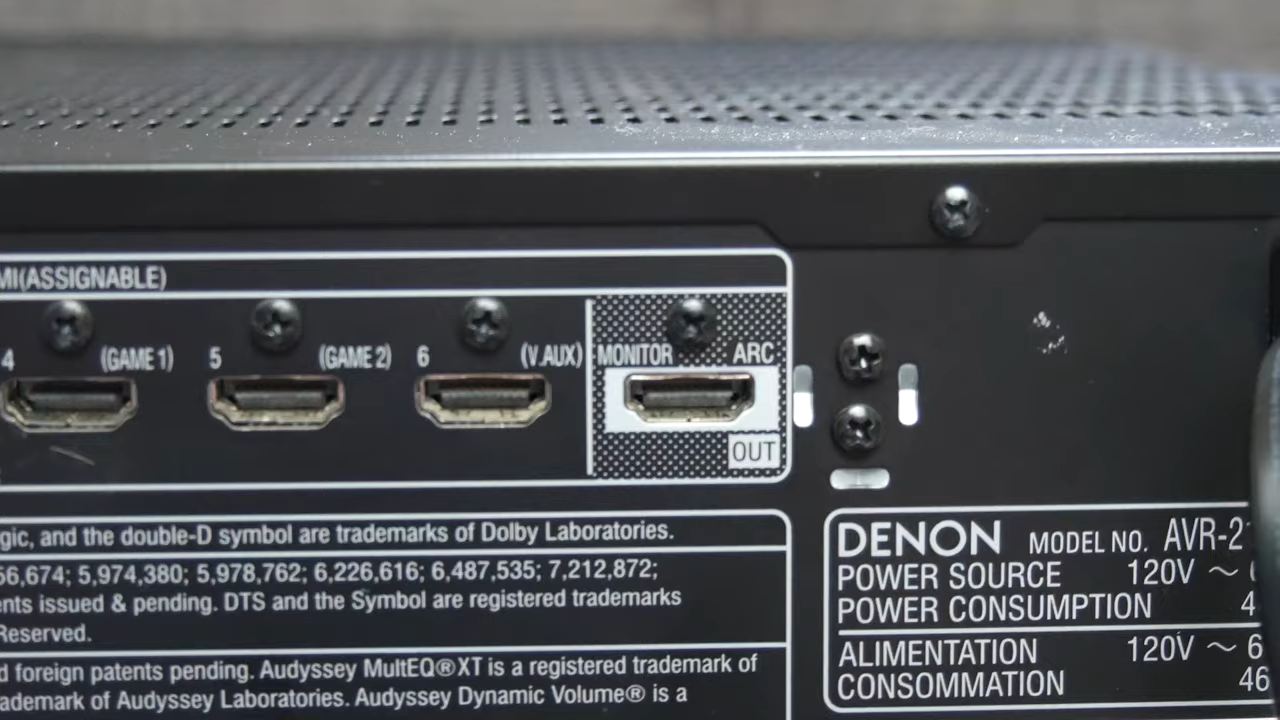 MI(ASSIGNABLE)
4 (GAME 1) 5 (GAME 2) 6 (V.AUX) MONITOR ARC
OUT
gic, and the double-D symbol are trademarks of Dolby Laboratories.
56,674; 5,974,380; 5,978,762; 6,226,616; 6,487,535; 7,212,872;
nts issued & pending. DTS and the Symbol are registered trademarks
Reserved.
d foreign patents pending. Audyssey MultEQ®XT is a registered trademark of
ademark of Audyssey Laboratories. Audyssey Dynamic Volume® is a
DENON MODEL NO. AVR-2
POWER SOURCE 120V ~ 6
POWER CONSUMPTION 4
ALIMENTATION 120V ~ 6
CONSOMMATION 46